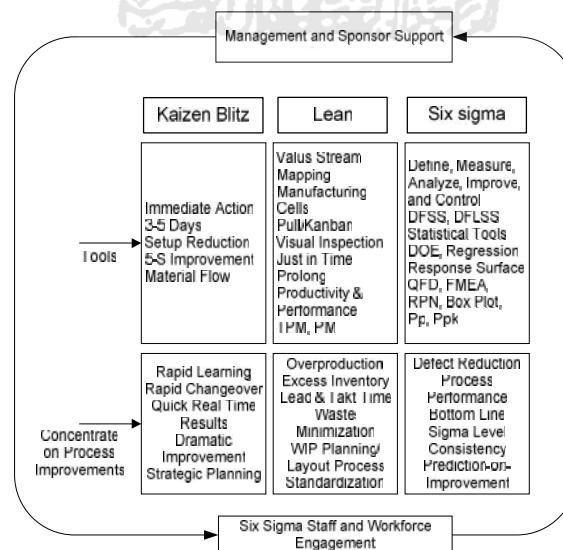 Management and Sponsor Support
Kaizen Blitz
Lean
Six sigma
Tools
Immediate Action
3-5 Days
Setup Reduction
5-S Improvement
Material Flow
Valus Stream
Mapping
Manufacturing
Cells
Pull/Kanban
Visual Inspection
Just in Time
Prolong
Productivity &
Performance
TPM, PM
Define, Measure,
Analyze, Improve,
and Control
DFSS, DFLSS
Statistical Tools
DOE, Regression
Response Surface
QFD, FMEA,
RPN, Box Plot,
Pp, Ppk
Concentrate
on Process
Improvements
Rapid Learning
Rapid Changeover
Quick Real Time
Results
Dramatic
Improvement
Strategic Planning
Overproduction
Excess Inventory
Lead & Takt Time
Waste
Minimization
WIP Planning/
Layout Process
Standardization
Defect Reduction
Process
Performance
Bottom Line
Sigma Level
Consistency
Prediction-on-
Improvement
Six Sigma Staff and Workforce
Engagement